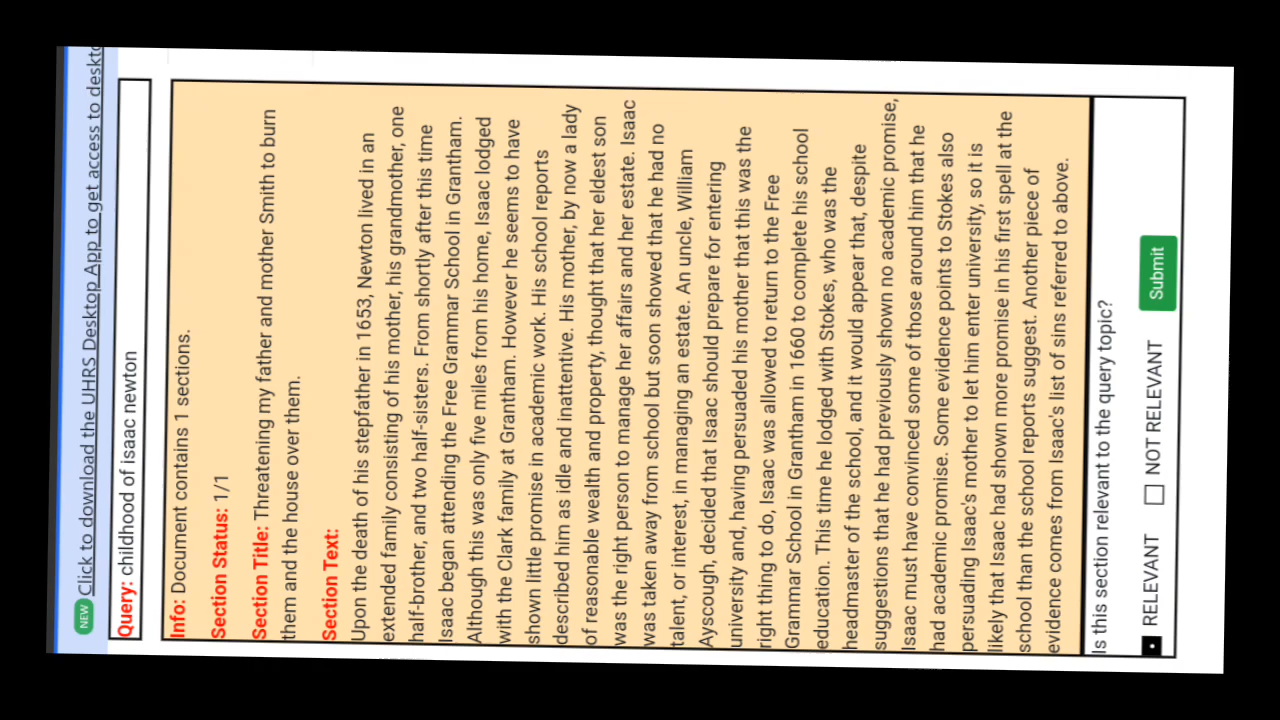 NEW Click to download the UHRS Desktop App to get access to deskto
Query: childhood of isaac newton
Info: Document contains 1 sections.
Section Status: 1/1
Section Title: Threatening my father and mother Smith to burn
them and the house over them.
Section Text:
Upon the death of his stepfather in 1653, Newton lived in an
extended family consisting of his mother, his grandmother, one
half-brother, and two half-sisters. From shortly after this time
Isaac began attending the Free Grammar School in Grantham.
Although this was only five miles from his home, Isaac lodged
with the Clark family at Grantham. However he seems to have
shown little promise in academic work. His school reports
described him as idle and inattentive. His mother, by now a lady
of reasonable wealth and property, thought that her eldest son
was the right person to manage her affairs and her estate. Isaac
was taken away from school but soon showed that he had no
talent, or interest, in managing an estate. An uncle, William
Ayscough, decided that Isaac should prepare for entering
university and, having persuaded his mother that this was the
right thing to do, Isaac was allowed to return to the Free
Grammar School in Grantham in 1660 to complete his school
education. This time he lodged with Stokes, who was the
headmaster of the school, and it would appear that, despite
suggestions that he had previously shown no academic promise,
Isaac must have convinced some of those around him that he
had academic promise. Some evidence points to Stokes also
persuading Isaac's mother to let him enter university, so it is
likely that Isaac had shown more promise in his first spell at the
school than the school reports suggest. Another piece of
evidence comes from Isaac's list of sins referred to above.
Is this section relevant to the query topic?
RELEVANT NOT RELEVANT Submit